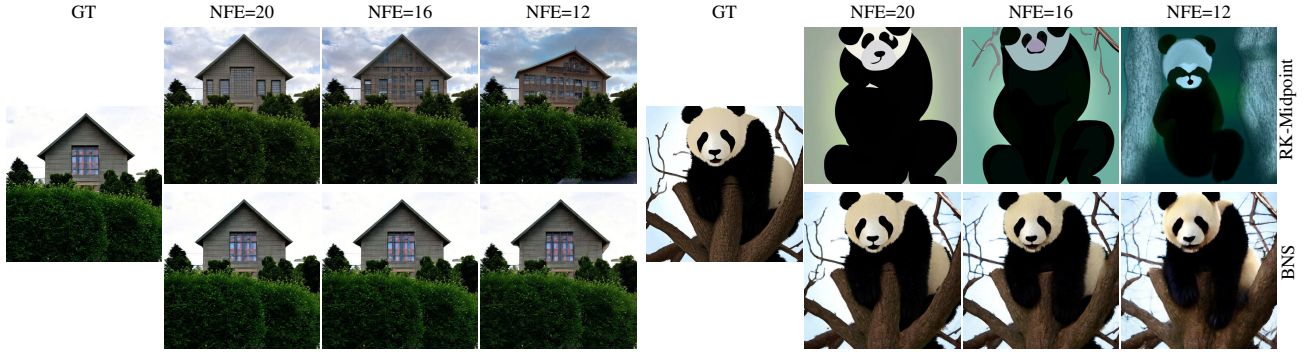 GT NFE=20 NFE=16 NFE=12 GT NFE=20 NFE=16 NFE=12
RK-Midpoint
BNS